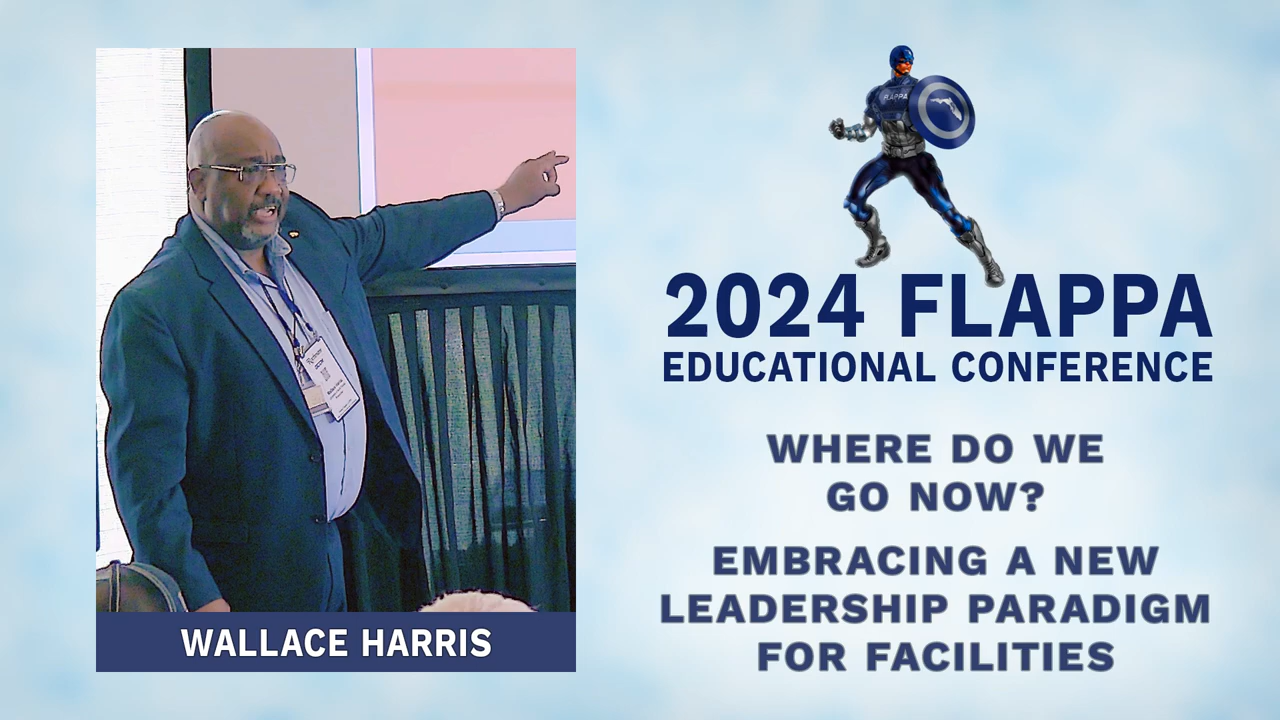 WALLACE HARRIS
FLAPPA
2024 FLAPPA
EDUCATIONAL CONFERENCE
WHERE DO WE
GO NOW?
EMBRACING A NEW
LEADERSHIP PARADIGM
FOR FACILITIES